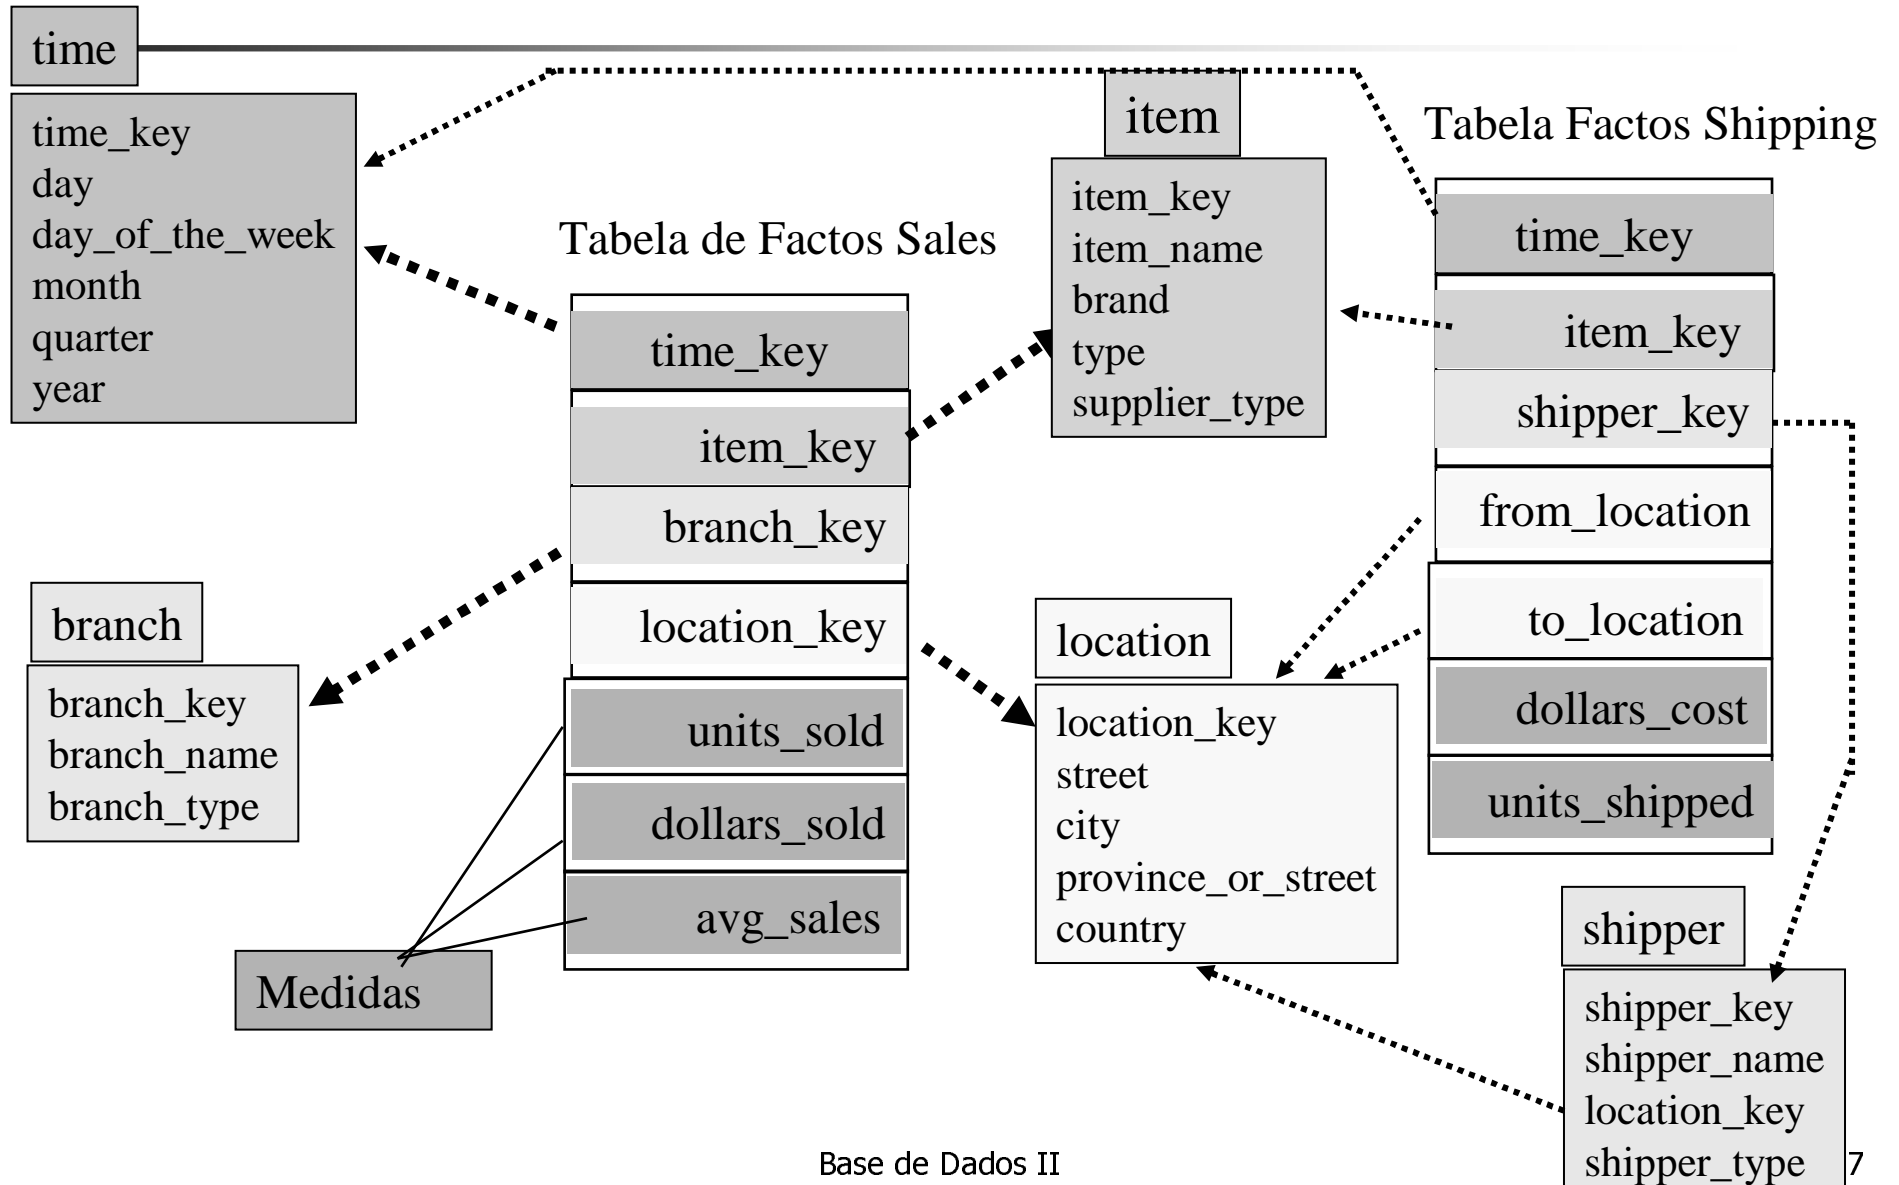 time
time_key
day
day_of_the_week
month
quarter
year
Tabela de Factos Sales
time_key
item_key
branch_key
location_key
units_sold
dollars_sold
avg_sales
Medidas
branch
branch_key
branch_name
branch_type
item
item_key
item_name
brand
type
supplier_type
location
location_key
street
city
province_or_street
country
Tabela Factos Shipping
time_key
item_key
shipper_key
from_location
to_location
dollars_cost
units_shipped
shipper
shipper_key
shipper_name
location_key
shipper_type
Base de Dados II
7